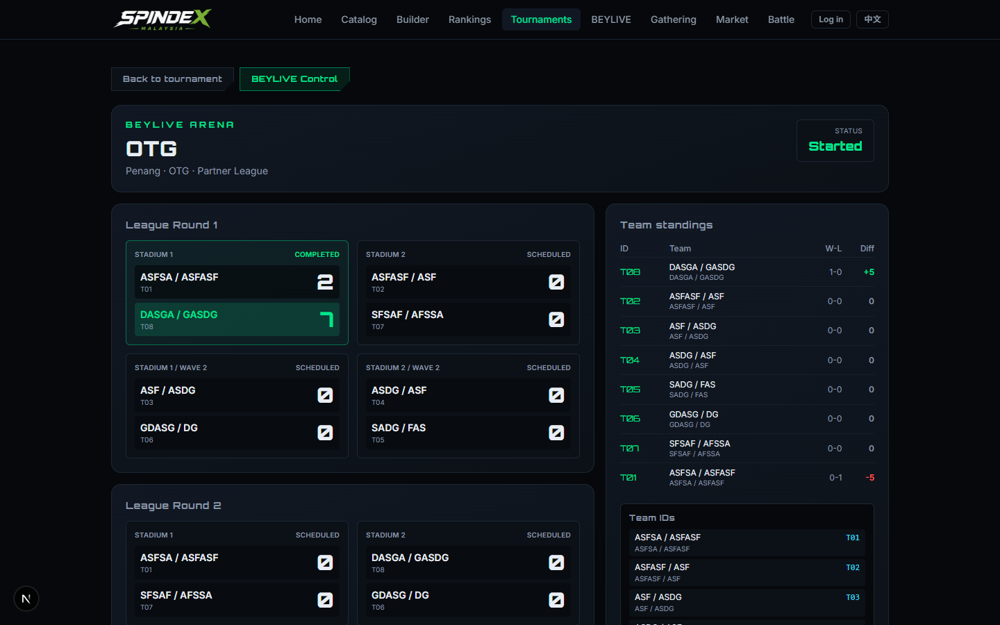 SPINDEX
MALAYSIA
Home
Catalog
Builder
Rankings
Tournaments
BEYLIVE
Gathering
Market
Battle
Log in
中文
Back to tournament
BEYLIVE Control
BEYLIVE ARENA
OTG
Penang · OTG · Partner League
STATUS
Started
League Round 1
STADIUM 1 COMPLETED
ASFSA / ASFASF 2
T01
DASGA / GASDG 7
T08
STADIUM 2 SCHEDULED
ASFASF / ASF 0
T02
SFSAF / AFSSA 0
T07
STADIUM 1 / WAVE 2 SCHEDULED
ASF / ASDG 0
T03
GDASG / DG 0
T06
STADIUM 2 / WAVE 2 SCHEDULED
ASDG / ASF 0
T04
SADG / FAS 0
T05
League Round 2
STADIUM 1 SCHEDULED
ASFSA / ASFASF 0
T01
SFSAF / AFSSA 0
T07
STADIUM 2 SCHEDULED
DASGA / GASDG 0
T08
GDASG / DG 0
T06
Team standings
ID Team W-L Diff
T08 DASGA / GASDG 1-0 +5
DASGA / GASDG
T02 ASFASF / ASF 0-0 0
ASFASF / ASF
T03 ASF / ASDG 0-0 0
ASF / ASDG
T04 ASDG / ASF 0-0 0
ASDG / ASF
T05 SADG / FAS 0-0 0
SADG / FAS
T06 GDASG / DG 0-0 0
GDASG / DG
T07 SFSAF / AFSSA 0-0 0
SFSAF / AFSSA
T01 ASFSA / ASFASF 0-1 -5
ASFSA / ASFASF
Team IDs
ASFSA / ASFASF T01
ASFSA / ASFASF
ASFASF / ASF T02
ASFASF / ASF
ASF / ASDG T03
ASF / ASDG
N